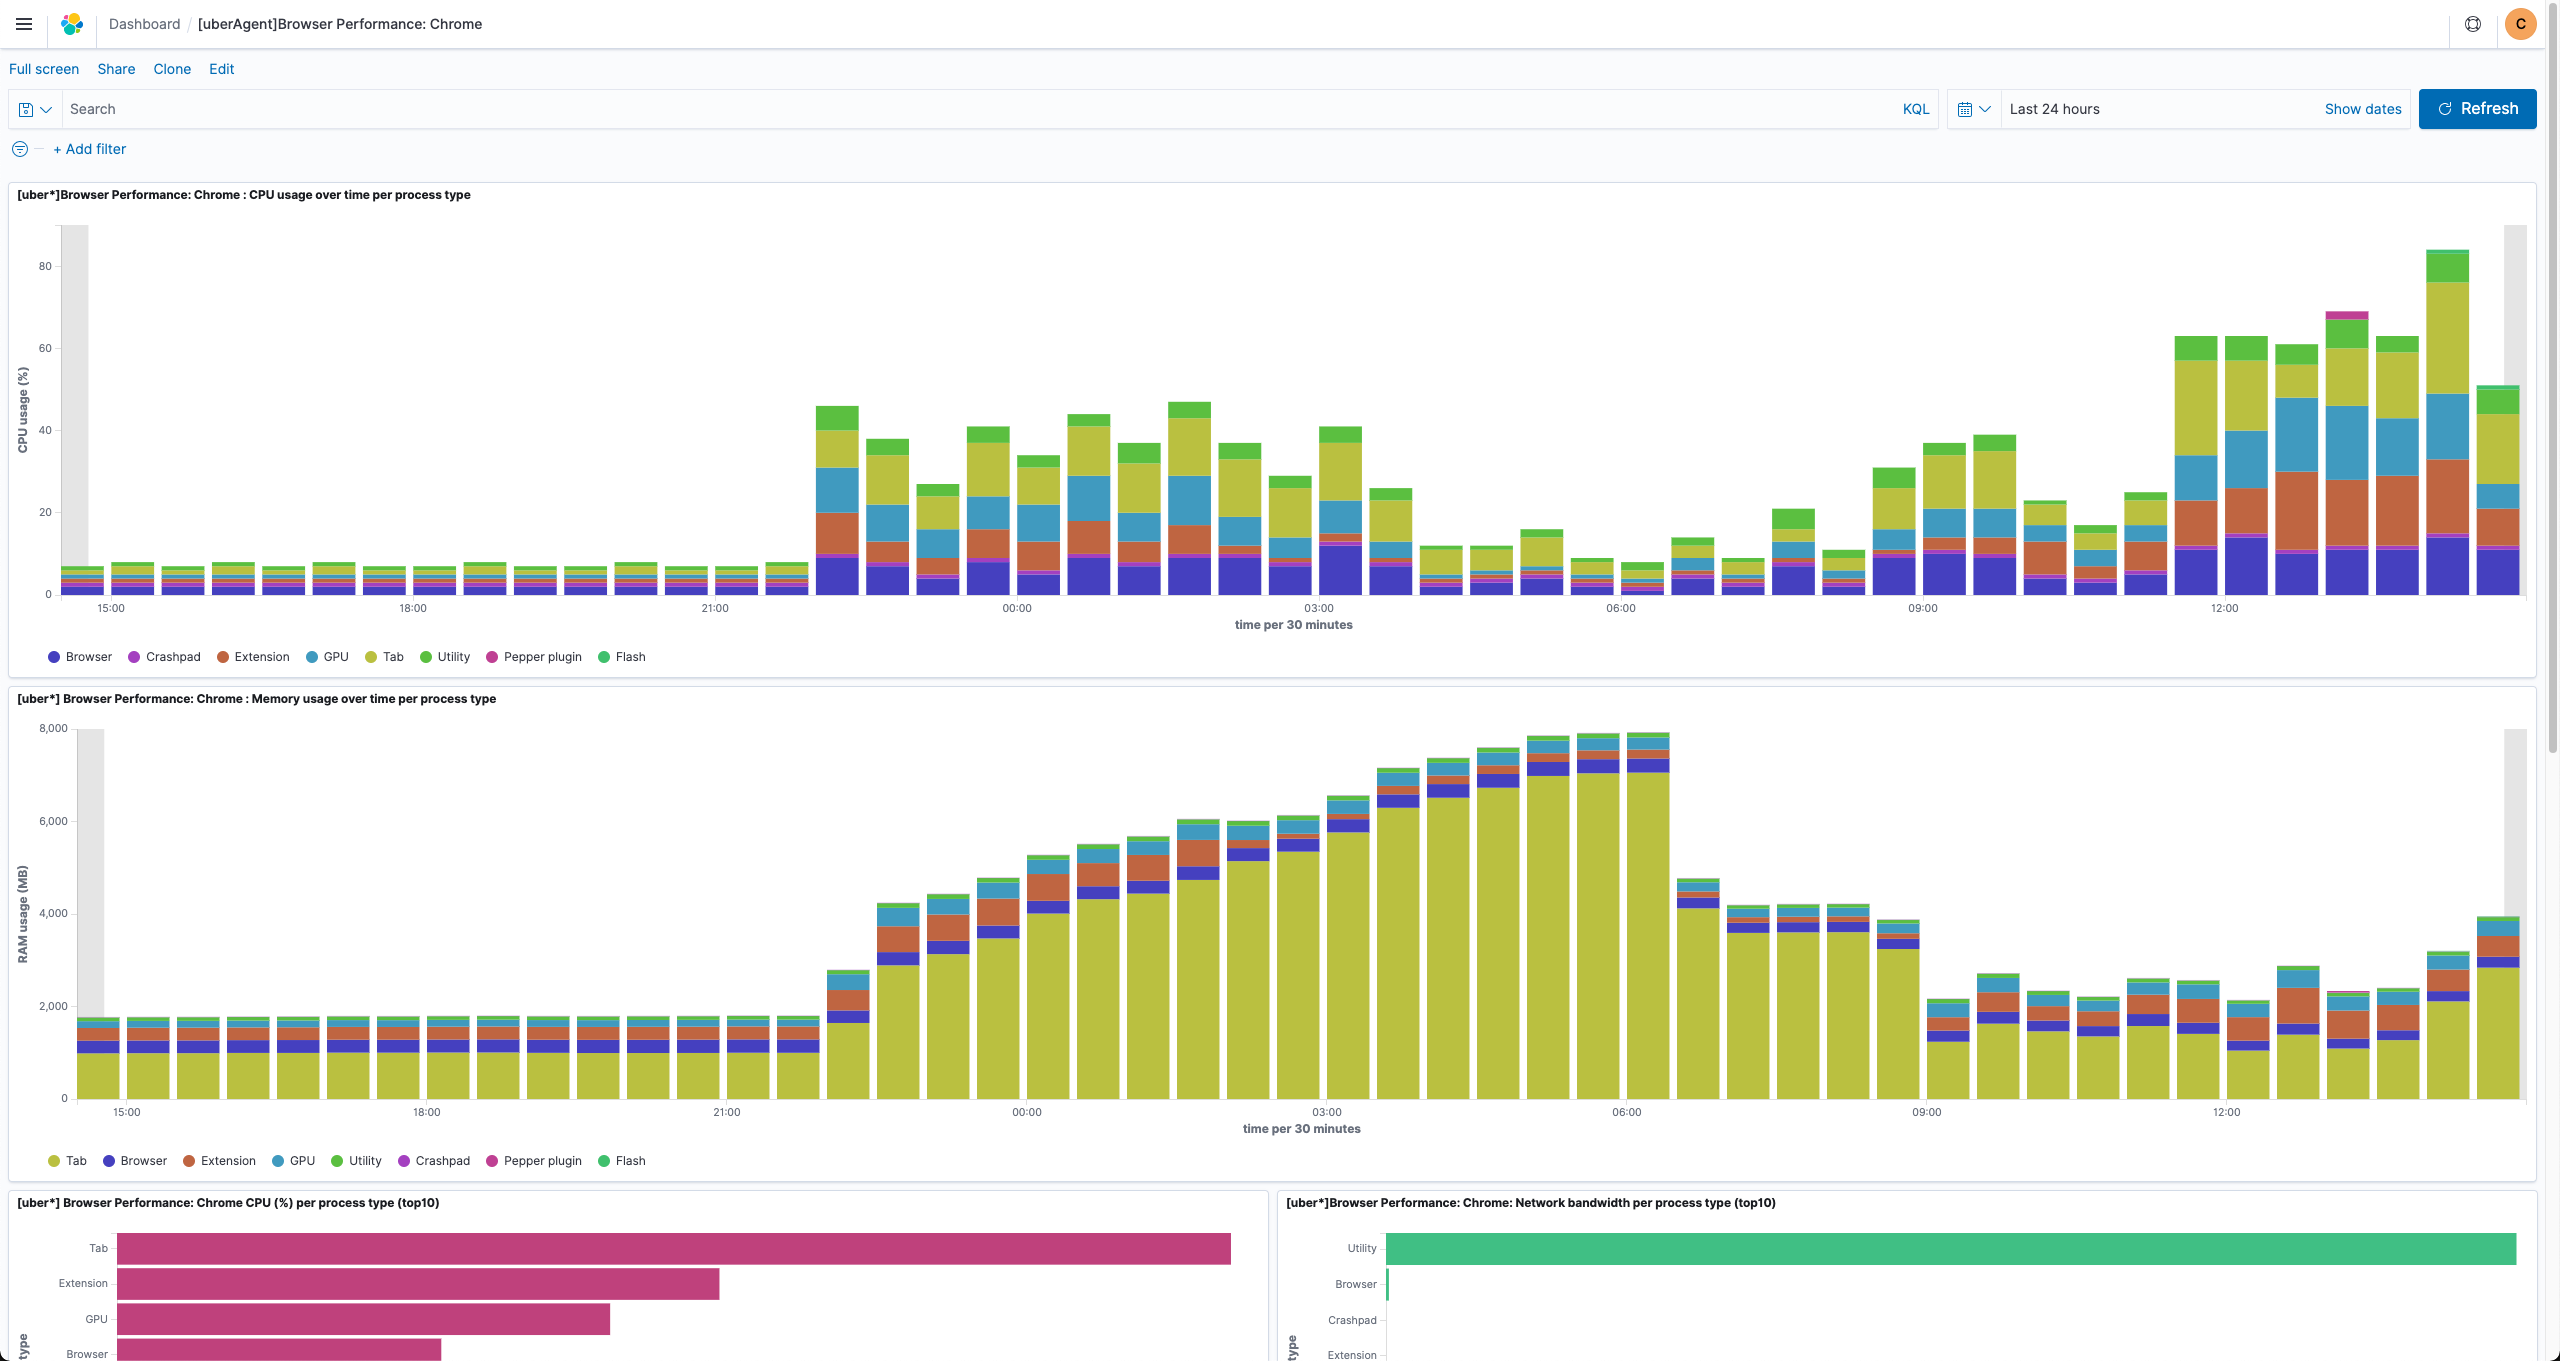 Dashboard / [uberAgent]Browser Performance: Chrome
C
Full screen Share Clone Edit
Search KQL Last 24 hours Show dates Refresh
+ Add filter
[uber*]Browser Performance: Chrome : CPU usage over time per process type
CPU usage (%)
80
60
40
20
0
15:00 18:00 21:00 00:00 03:00 06:00 09:00 12:00
time per 30 minutes
Browser Crashpad Extension GPU Tab Utility Pepper plugin Flash
[uber*] Browser Performance: Chrome : Memory usage over time per process type
RAM usage (MB)
8,000
6,000
4,000
2,000
0
15:00 18:00 21:00 00:00 03:00 06:00 09:00 12:00
time per 30 minutes
Tab Browser Extension GPU Utility Crashpad Pepper plugin Flash
[uber*] Browser Performance: Chrome CPU (%) per process type (top10)
Tab
Extension
GPU
Browser
type
[uber*]Browser Performance: Chrome: Network bandwidth per process type (top10)
Utility
Browser
Crashpad
Extension
type